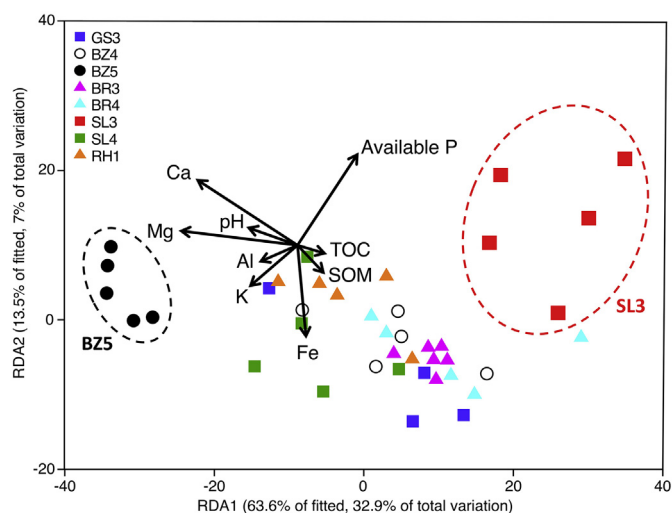 40
GS3
BZ4
BZ5
BR3
BR4
SL3
SL4
RH1
Available P
Ca
20
pH
Mg
TOC
Al
SOM
K
SL3
0
BZ5
Fe
-20
-40
-20
0
20
40
RDA1 (63.6% of fitted, 32.9% of total variation)
RDA2 (13.5% of fitted, 7% of total variation)